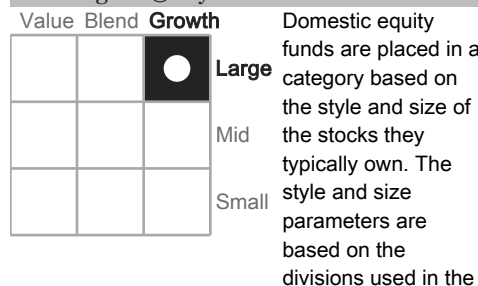 Value Blend Growth
Large
Mid
Small
Domestic equity
funds are placed in a
category based on
the style and size of
the stocks they
typically own. The
style and size
parameters are
based on the
divisions used in the